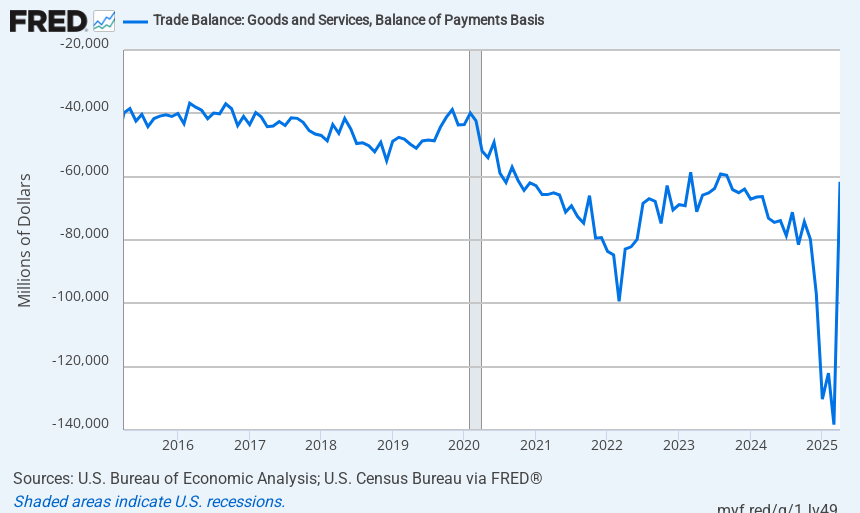 FRED
Trade Balance: Goods and Services, Balance of Payments Basis
-20,000
-40,000
-60,000
-80,000
-100,000
-120,000
-140,000
Millions of Dollars
2016 2017 2018 2019 2020 2021 2022 2023 2024 2025
Sources: U.S. Bureau of Economic Analysis; U.S. Census Bureau via FRED®
Shaded areas indicate U.S. recessions.